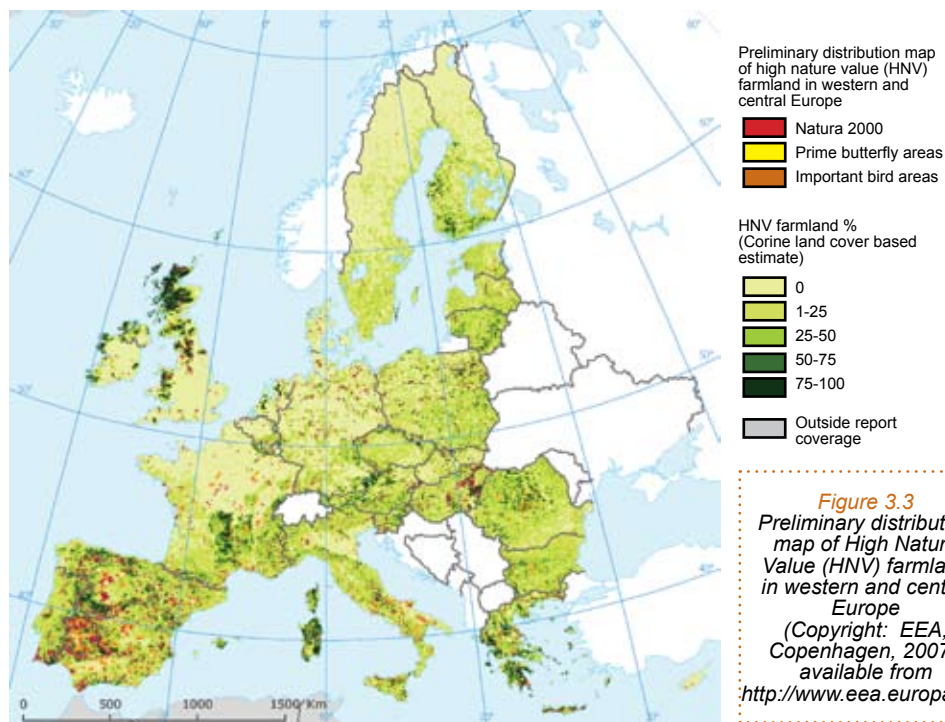 Preliminary distribution map
of high nature value (HNV)
farmland in western and
central Europe
Natura 2000
Prime butterfly areas
Important bird areas
HNV farmland %
(Corine land cover based
estimate)
0
1-25
25-50
50-75
75-100
Outside report
coverage
Figure 3.3
Preliminary distribut
map of High Natur
Value (HNV) farmla
in western and cent
Europe
(Copyright: EEA,
Copenhagen, 2007
available from
http://www.eea.europa
0 500 1000 1500 Km